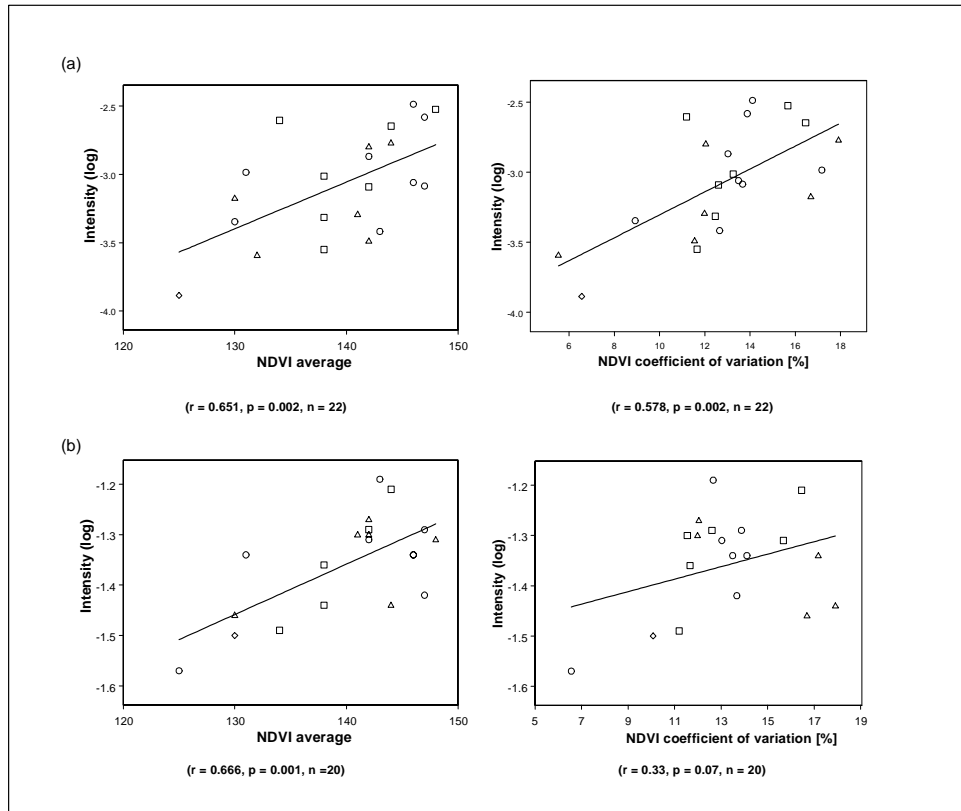 (a)
Intensity (log)
-2.5
-3.0
-3.5
-4.0
120 130 140 150
NDVI average
(r = 0.651, p = 0.002, n = 22)
Intensity (log)
-2.5
-3.0
-3.5
-4.0
6 8 10 12 14 16 18
NDVI coefficient of variation [%]
(r = 0.578, p = 0.002, n = 22)
(b)
Intensity (log)
-1.2
-1.3
-1.4
-1.5
-1.6
120 130 140 150
NDVI average
(r = 0.666, p = 0.001, n =20)
Intensity (log)
-1.2
-1.3
-1.4
-1.5
-1.6
5 7 9 11 13 15 17 19
NDVI coefficient of variation [%]
(r = 0.33, p = 0.07, n = 20)